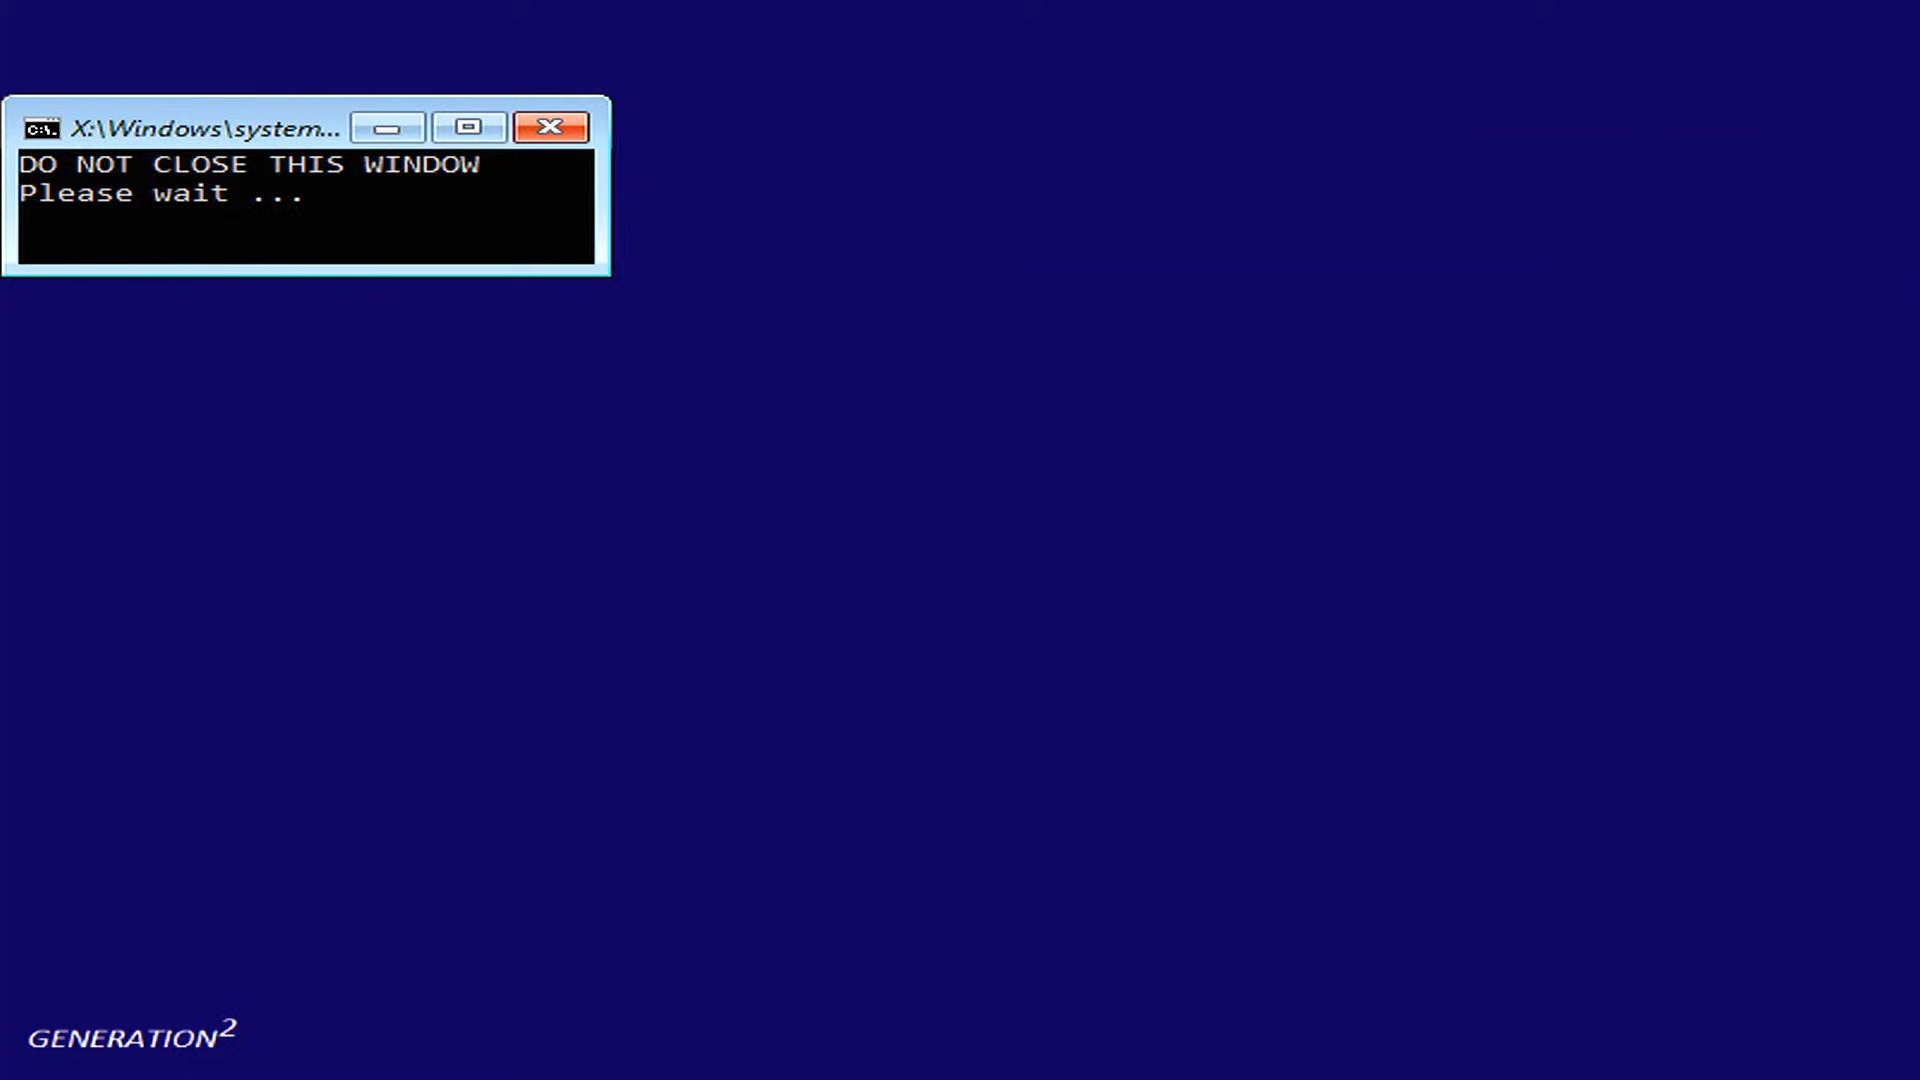 X:\Windows\system...
DO NOT CLOSE THIS WINDOW
Please wait ...
GENERATION²